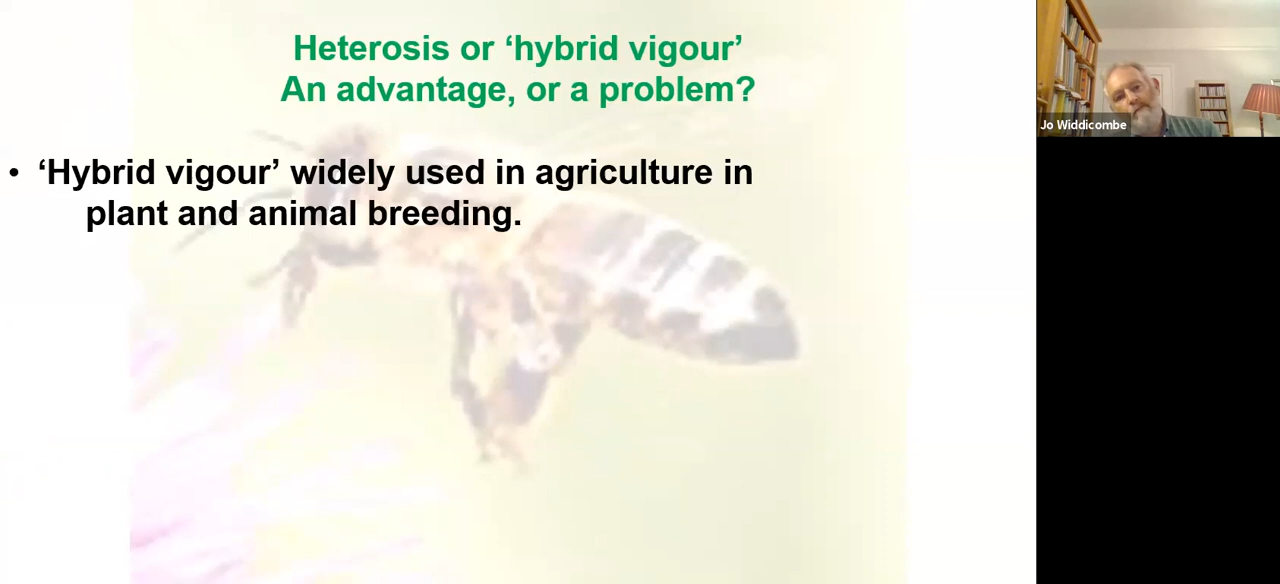 Heterosis or ‘hybrid vigour’
An advantage, or a problem?
• ‘Hybrid vigour’ widely used in agriculture in
plant and animal breeding.
Jo Widdicombe